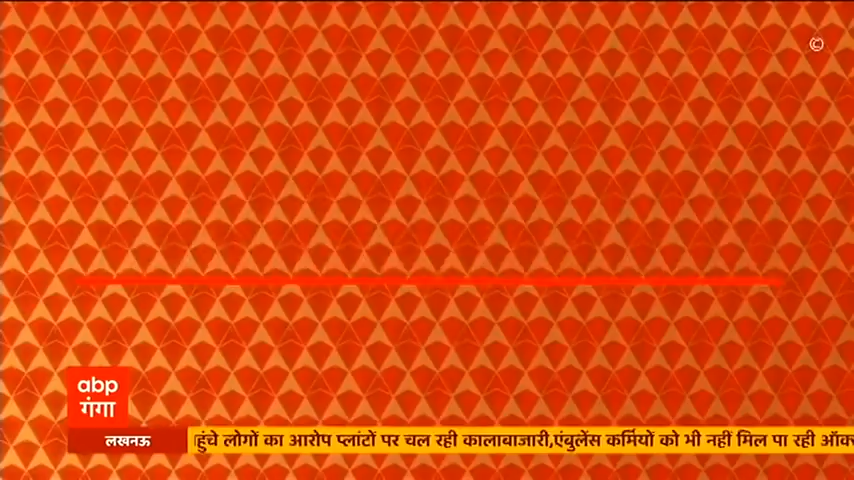 ©
abp
गंगा
लखनऊ
लोगों का आरोप प्लांटों पर चल रही कालाबाजारी,एंबुलेंस कर्मियों को भी नहीं मिल पा रही